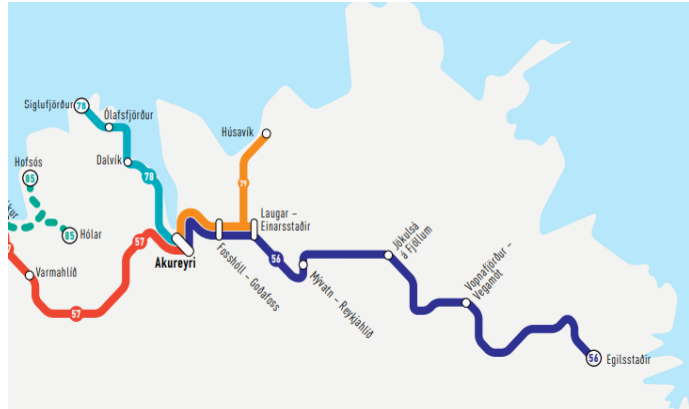 Siglufjörður
78
Ólafsfjörður
Húsavík
Dalvík
Hofsós
85
78
79
Laugar –
Einarsstaðir
85
Hólar
57
Akureyri
Fosshóll – Goðafoss
56
Mývatn – Reykjahlíð
Jökulsá
á Fjöllum
Vopnafjörður –
Vegamót
Varmahlíð
57
56
Egilsstaðir